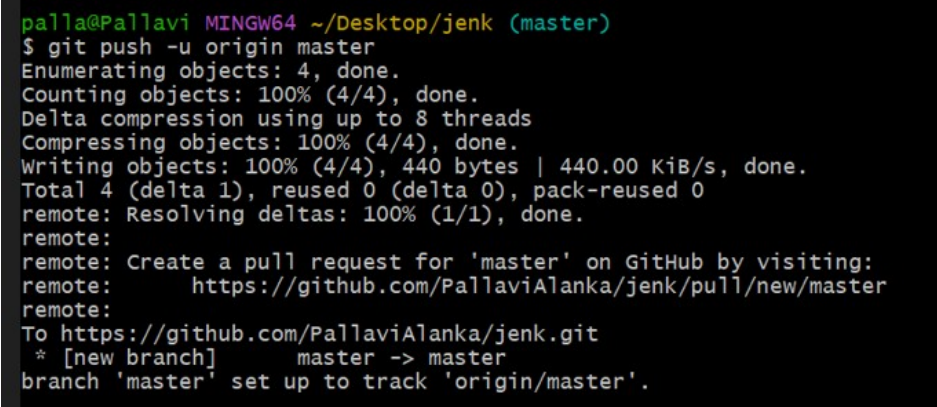 palla@Pallavi MINGW64 ~/Desktop/jenk (master)
$ git push -u origin master
Enumerating objects: 4, done.
Counting objects: 100% (4/4), done.
Delta compression using up to 8 threads
Compressing objects: 100% (4/4), done.
Writing objects: 100% (4/4), 440 bytes | 440.00 KiB/s, done.
Total 4 (delta 1), reused 0 (delta 0), pack-reused 0
remote: Resolving deltas: 100% (1/1), done.
remote:
remote: Create a pull request for 'master' on GitHub by visiting:
remote:      https://github.com/PallaviAlanka/jenk/pull/new/master
remote:
To https://github.com/PallaviAlanka/jenk.git
 * [new branch]      master -> master
branch 'master' set up to track 'origin/master'.